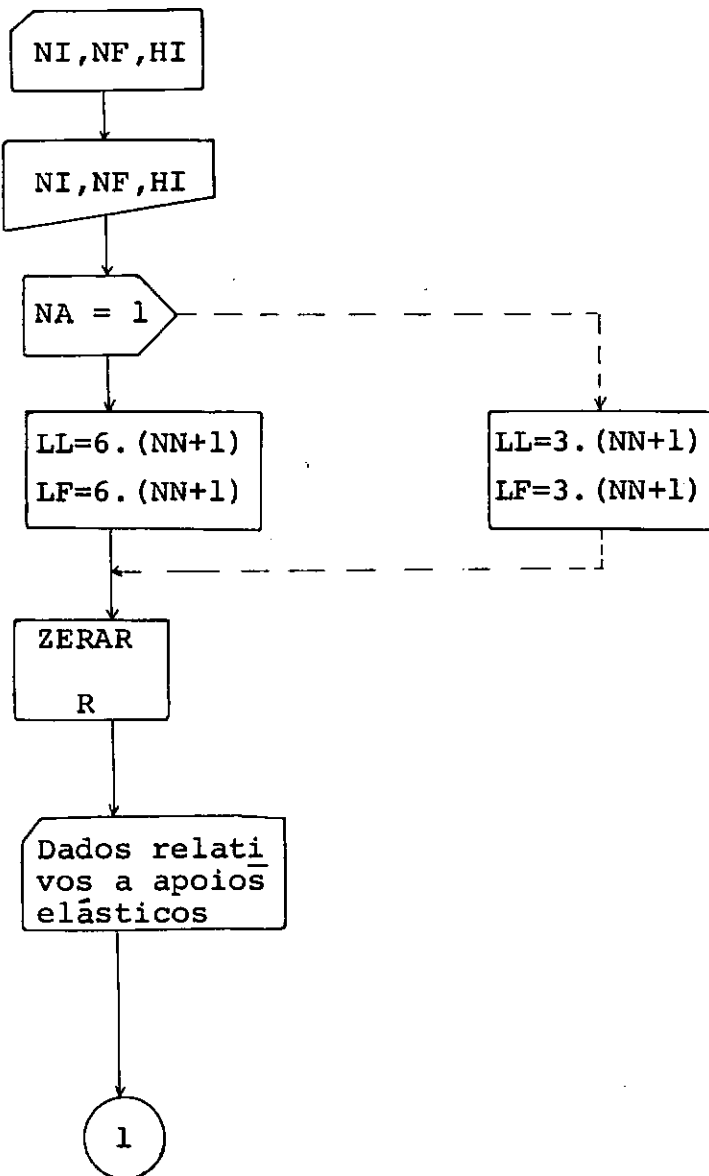 NI,NF,HI
NI,NF,HI
NA = 1
LL=6.(NN+1)
LF=6.(NN+1)
LL=3.(NN+1)
LF=3.(NN+1)
ZERAR
R
Dados relati
vos a apoios
elásticos
1